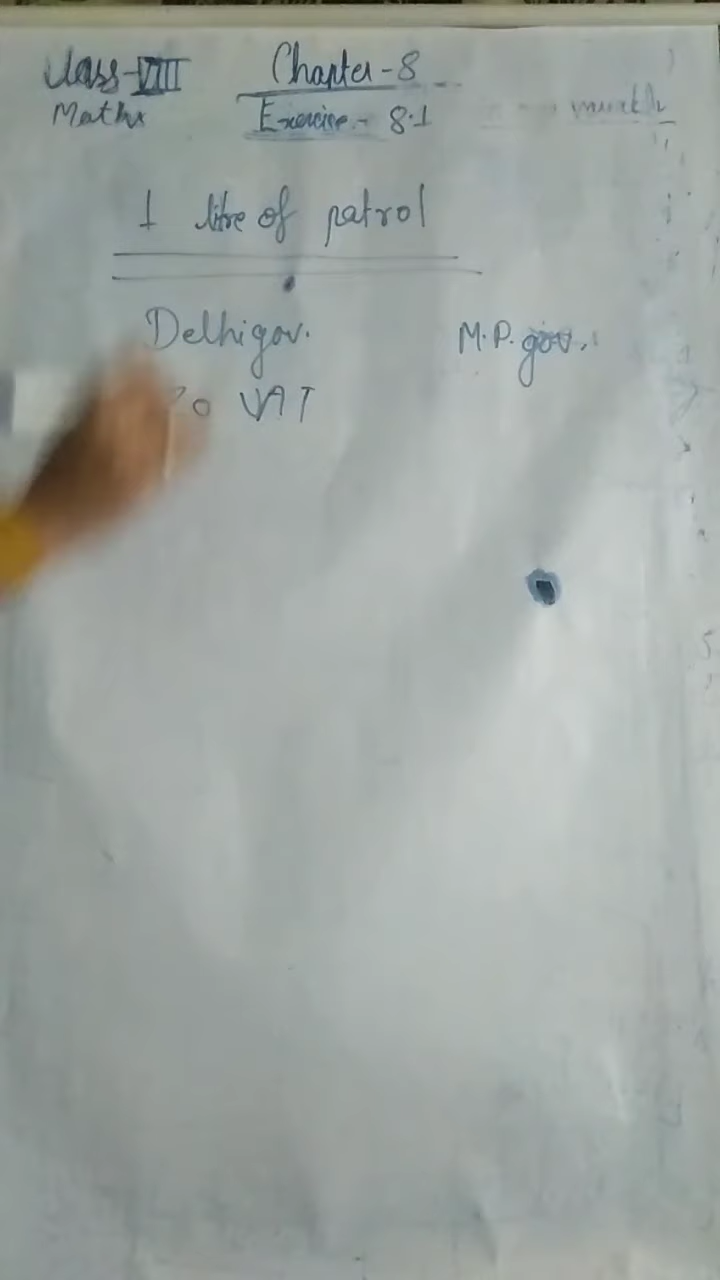 Class-VIII Chapter-8
Maths Exercise- 8.1
1 litre of patrol
Delhi gov. M.P. gov.
VAT